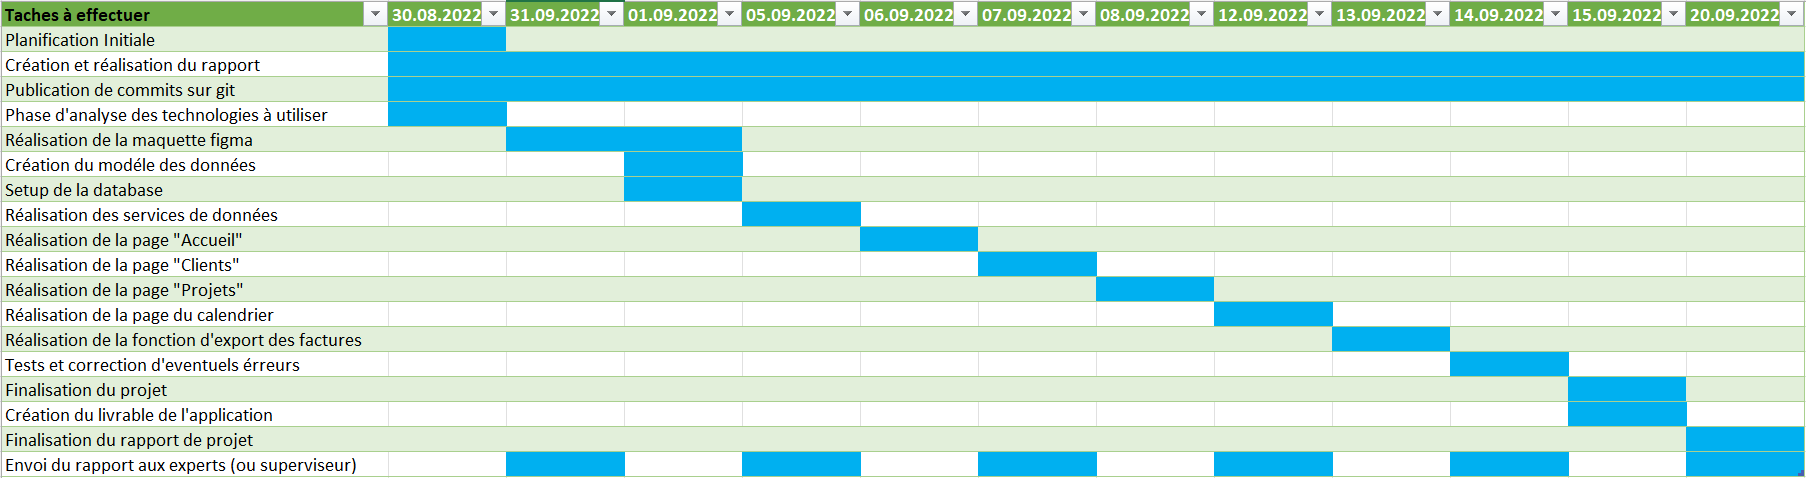 Taches à effectuer 30.08.2022 31.09.2022 01.09.2022 05.09.2022 06.09.2022 07.09.2022 08.09.2022 12.09.2022 13.09.2022 14.09.2022 15.09.2022 20.09.2022
Planification Initiale
Création et réalisation du rapport
Publication de commits sur git
Phase d'analyse des technologies à utiliser
Réalisation de la maquette figma
Création du modéle des données
Setup de la database
Réalisation des services de données
Réalisation de la page "Accueil"
Réalisation de la page "Clients"
Réalisation de la page "Projets"
Réalisation de la page du calendrier
Réalisation de la fonction d'export des factures
Tests et correction d'eventuels érreurs
Finalisation du projet
Création du livrable de l'application
Finalisation du rapport de projet
Envoi du rapport aux experts (ou superviseur)